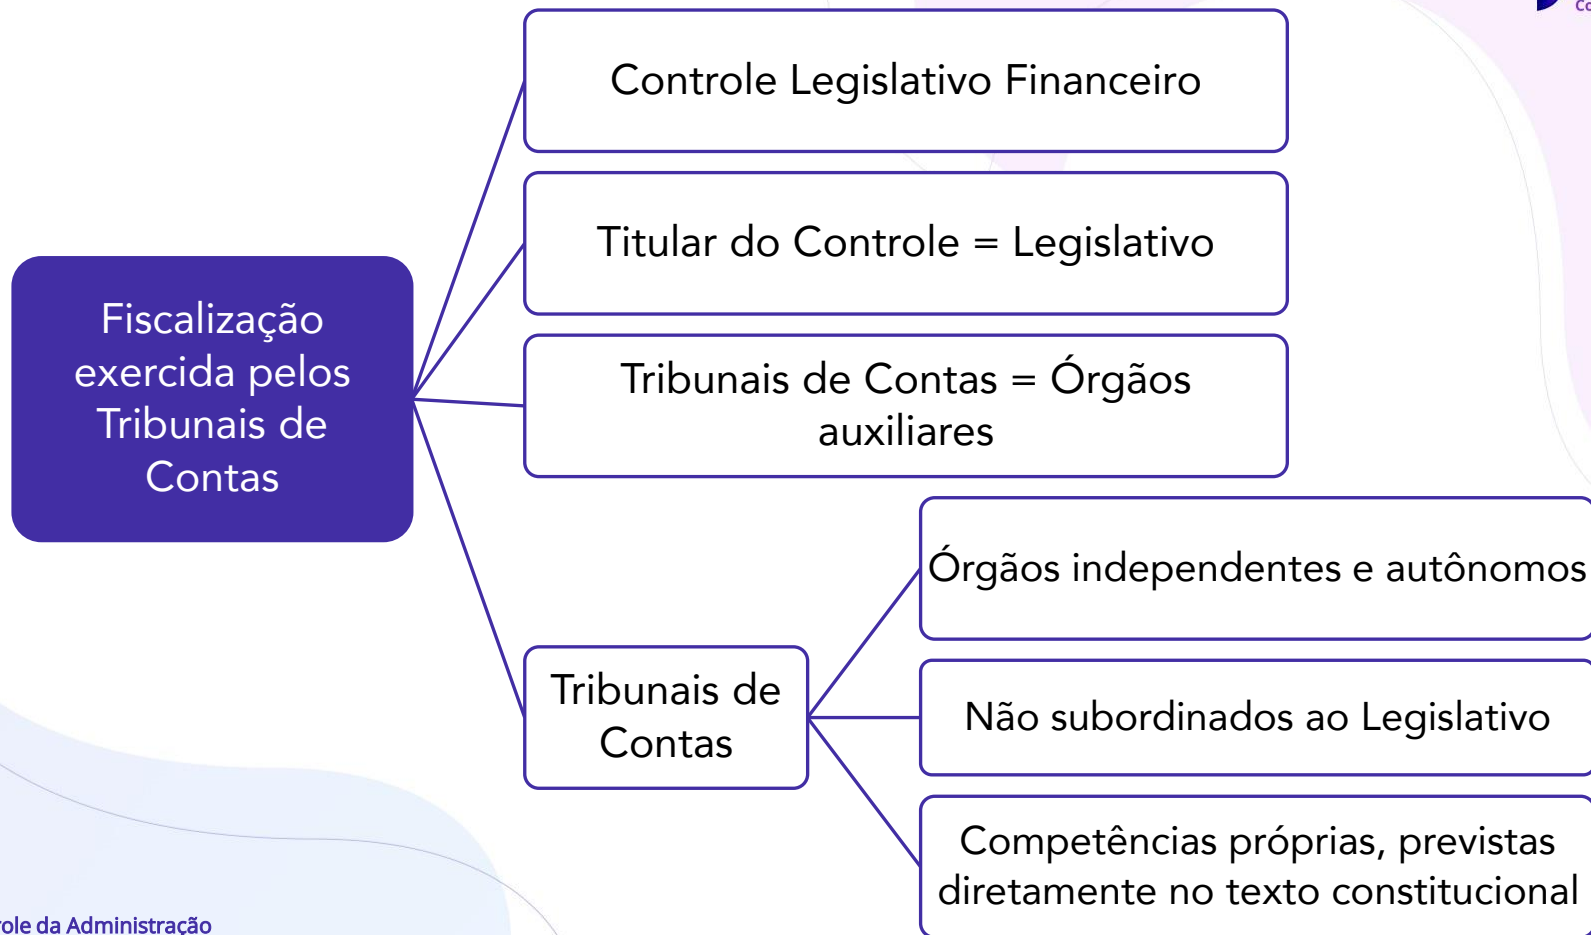 Co
Controle Legislativo Financeiro
Titular do Controle = Legislativo
Fiscalização
exercida pelos
Tribunais de
Contas
Tribunais de Contas = Órgãos
auxiliares
Órgãos independentes e autônomos
Tribunais de
Contas
Não subordinados ao Legislativo
Competências próprias, previstas
diretamente no texto constitucional
role da Administração